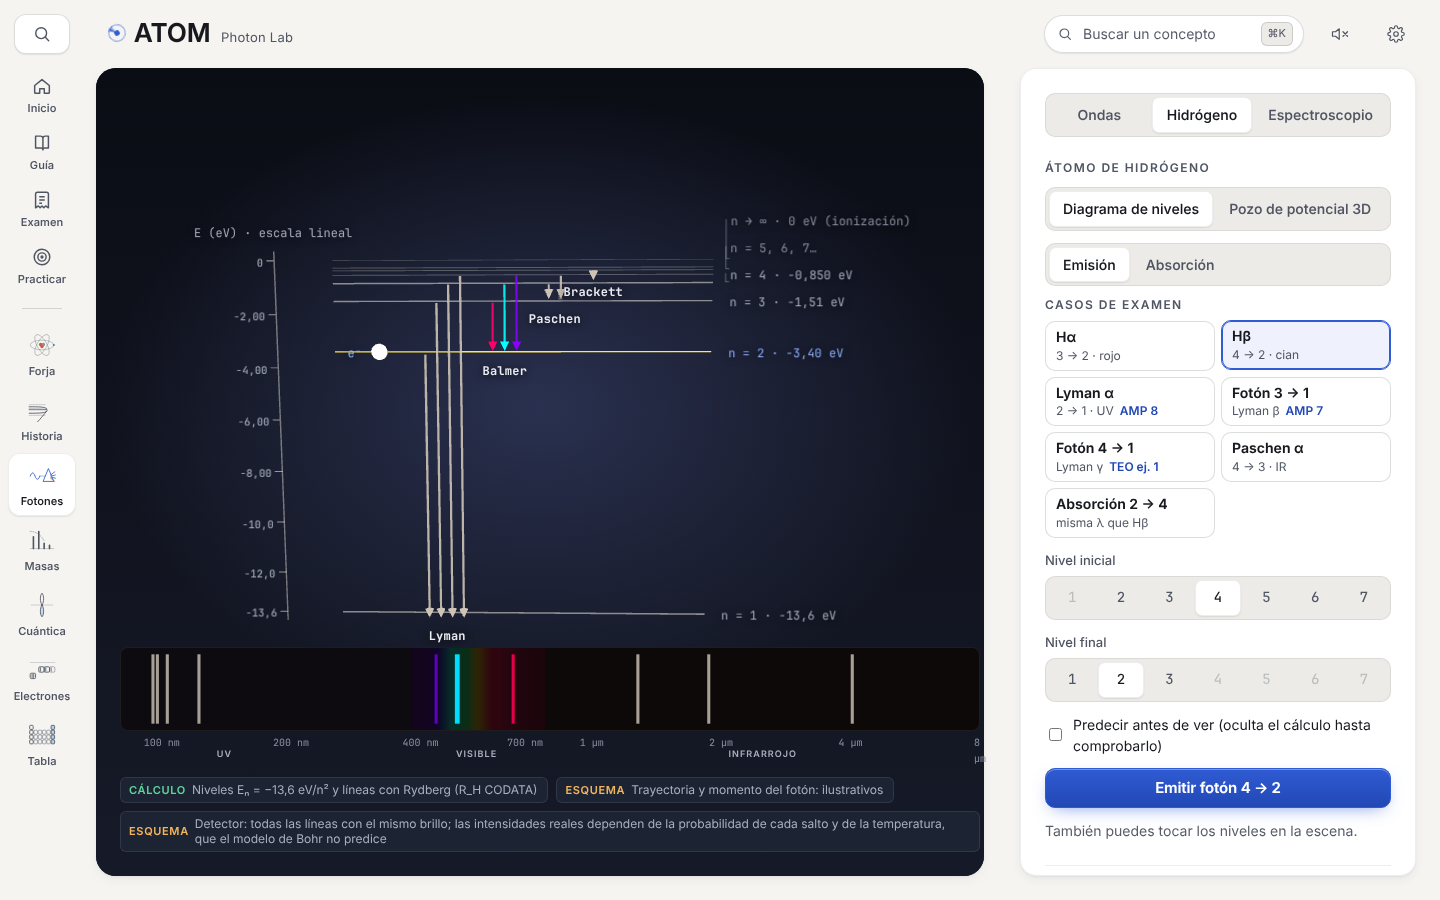 ATOM Photon Lab
Buscar un concepto ⌘K
Inicio
Guía
Examen
Practicar
Forja
Historia
Fotones
Masas
Cuántica
Electrones
Tabla
E (eV) · escala lineal
0
-2,00
-4,00
-6,00
-8,00
-10,0
-12,0
-13,6
n → ∞ · 0 eV (ionización)
n = 5, 6, 7…
n = 4 · -0,850 eV
n = 3 · -1,51 eV
n = 2 · -3,40 eV
n = 1 · -13,6 eV
Brackett
Paschen
e⁻
Balmer
Lyman
100 nm 200 nm 400 nm 700 nm 1 µm 2 µm 4 µm 8 µm
UV VISIBLE INFRARROJO
CÁLCULO Niveles Eₙ = −13,6 eV/n² y líneas con Rydberg (R_H CODATA)
ESQUEMA Trayectoria y momento del fotón: ilustrativos
ESQUEMA Detector: todas las líneas con el mismo brillo; las intensidades reales dependen de la probabilidad de cada salto y de la temperatura,
que el modelo de Bohr no predice
Ondas Hidrógeno Espectroscopio
ÁTOMO DE HIDRÓGENO
Diagrama de niveles Pozo de potencial 3D
Emisión Absorción
CASOS DE EXAMEN
Hα
3 → 2 · rojo
Hβ
4 → 2 · cian
Lyman α
2 → 1 · UV AMP 8
Fotón 3 → 1
Lyman β AMP 7
Fotón 4 → 1
Lyman γ TEO ej. 1
Paschen α
4 → 3 · IR
Absorción 2 → 4
misma λ que Hβ
Nivel inicial
1 2 3 4 5 6 7
Nivel final
1 2 3 4 5 6 7
Predecir antes de ver (oculta el cálculo hasta
comprobarlo)
Emitir fotón 4 → 2
También puedes tocar los niveles en la escena.